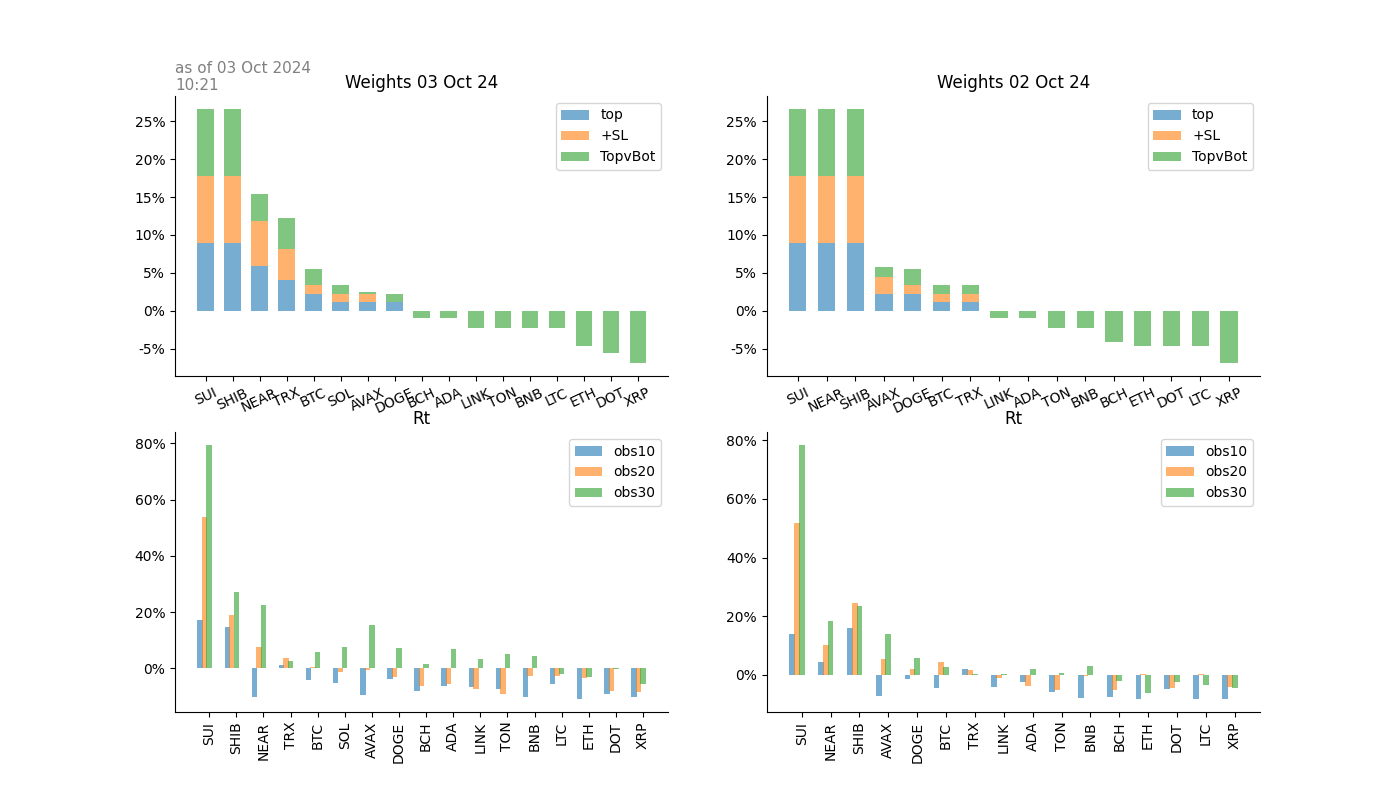 as of 03 Oct 2024
10:21
Weights 03 Oct 24
25%
20%
15%
10%
5%
0%
-5%
top
+SL
TopvBot
SUI SHIB NEAR TRX BTC SOL AVAX DOGE BCH ADA LINK TON BNB LTC ETH DOT XRP
Weights 02 Oct 24
25%
20%
15%
10%
5%
0%
-5%
top
+SL
TopvBot
SUI NEAR SHIB AVAX DOGE BTC TRX LINK ADA TON BNB BCH ETH DOT LTC XRP
Rt
80%
60%
40%
20%
0%
obs10
obs20
obs30
SUI SHIB NEAR TRX BTC SOL AVAX DOGE BCH ADA LINK TON BNB LTC ETH DOT XRP
Rt
80%
60%
40%
20%
0%
obs10
obs20
obs30
SUI NEAR SHIB AVAX DOGE BTC TRX LINK ADA TON BNB BCH ETH DOT LTC XRP